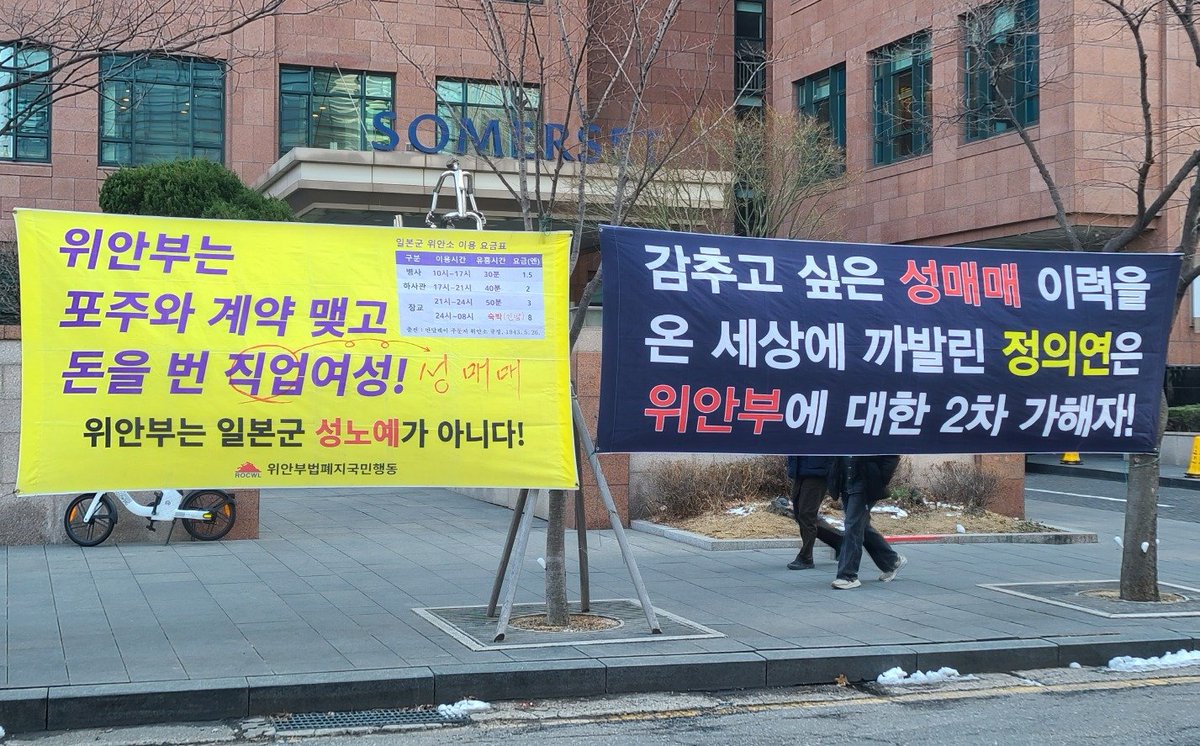 SOMERSET
위안부는
포주와 계약 맺고
돈을 번 직업여성!
성매매
위안부는 일본군 성노예가 아니다!
ROCWL 위안부법폐지국민행동
일본군 위안소 이용 요금표
구분 이용시간 유흥시간 요금(엔)
병사 10시~17시 30분 1.5
하사관 17시~21시 40분 2
장교 21시~24시 50분 3
24시~08시 숙박 8
감추고 싶은 성매매 이력을
온 세상에 까발린 정의연은
위안부에 대한 2차 가해자!